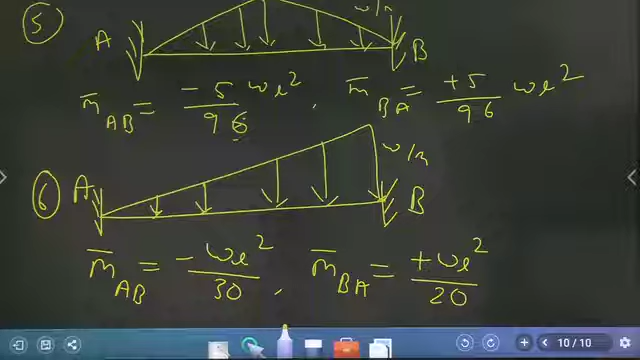 5
w/m
A
B
m̅AB = -5/96 wl², m̅BA = +5/96 wl²
6
A
w/m
B
m̅AB = -wl²/30, m̅BA = +wl²/20
10 / 10